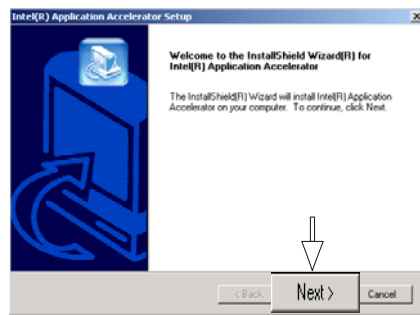 Intel(R) Application Accelerator Setup
Welcome to the InstallShield Wizard(R) for
Intel(R) Application Accelerator
The InstallShield(R) Wizard will install Intel(R) Application
Accelerator on your computer. To continue, click Next.
< Back Next > Cancel